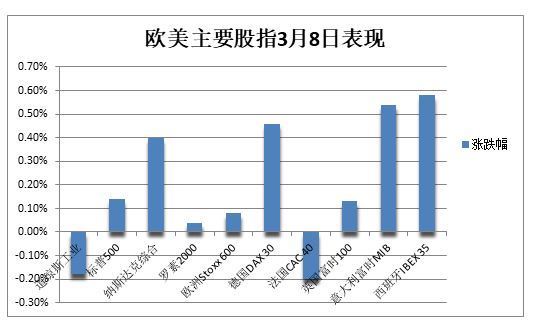 欧美主要股指3月8日表现
0.70%
0.60%
0.50%
0.40%
0.30%
0.20%
0.10%
0.00%
-0.10%
-0.20%
-0.30%
道琼斯工业
标普500
纳斯达克综合
罗素2000
欧洲Stoxx600
德国DAX30
法国CAC40
英国富时100
意大利富时MIB
西班牙IBEX35
涨跌幅